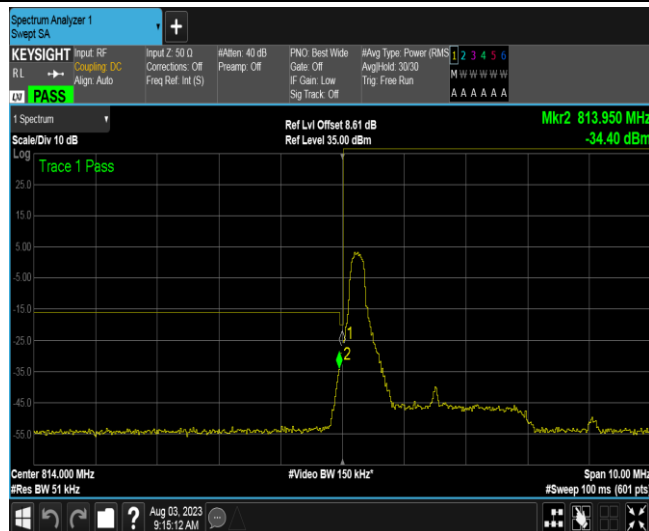 Spectrum Analyzer 1
Swept SA
+
KEYSIGHT
RL
LXI PASS
Input: RF
Coupling: DC
Align: Auto
Input Z: 50 Ω
Corrections: Off
Freq Ref: Int (S)
#Atten: 40 dB
Preamp: Off
PNO: Best Wide
Gate: Off
IF Gain: Low
Sig Track: Off
#Avg Type: Power (RMS
Avg|Hold: 30/30
Trig: Free Run
1 2 3 4 5 6
M W W W W W
A A A A A A
1 Spectrum
Scale/Div 10 dB
Ref Lvl Offset 8.61 dB
Ref Level 35.00 dBm
Mkr2 813.950 MHz
-34.40 dBm
Log
Trace 1 Pass
25.0
15.0
5.00
-5.00
-15.0
-25.0
-35.0
-45.0
-55.0
1
2
Center 814.000 MHz
#Res BW 51 kHz
#Video BW 150 kHz*
Span 10.00 MHz
#Sweep 100 ms (601 pts)
?
Aug 03, 2023
9:15:12 AM